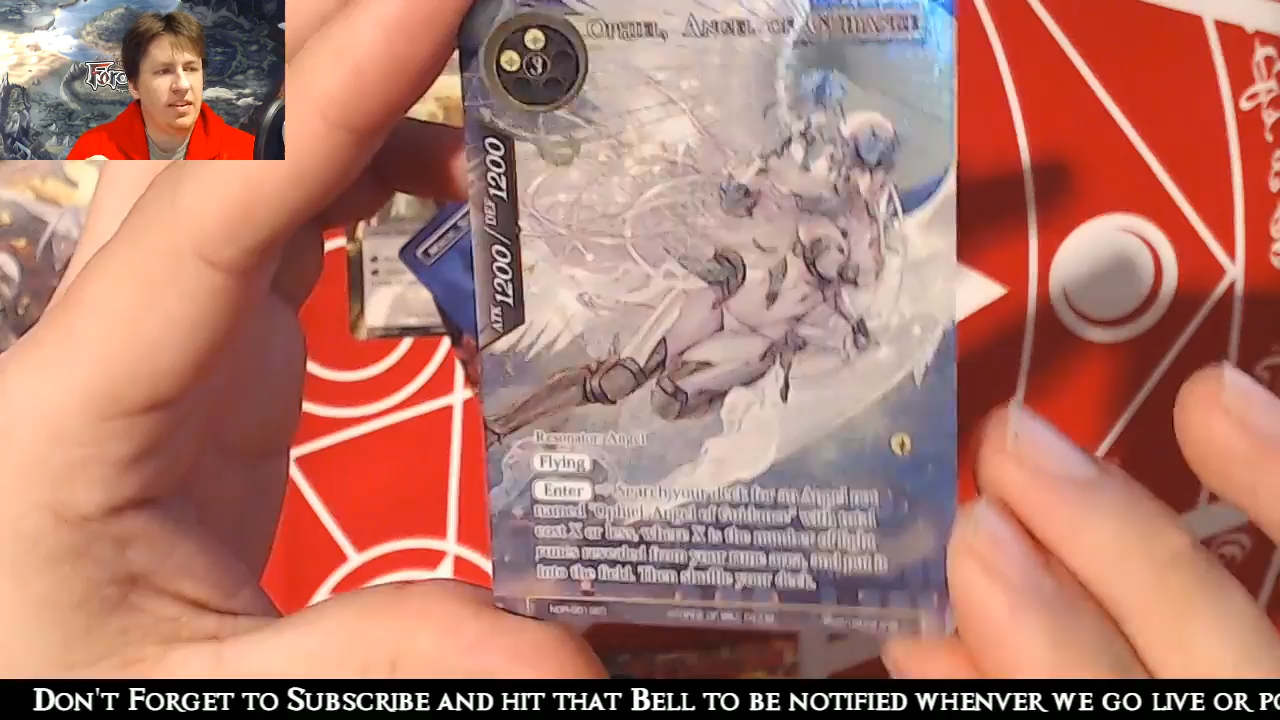 Ophiel, Angel of Guidance
ATK 1200 / DEF 1200
Resonator: Angel
Flying
Enter → Search your deck for an Angel not
named "Ophiel, Angel of Guidance" with total
cost X or less, where X is the number of light
runes revealed from your rune area, and put it
into the field. Then shuffle your deck.
Don't Forget to Subscribe and hit that Bell to be notified whenver we go live or po